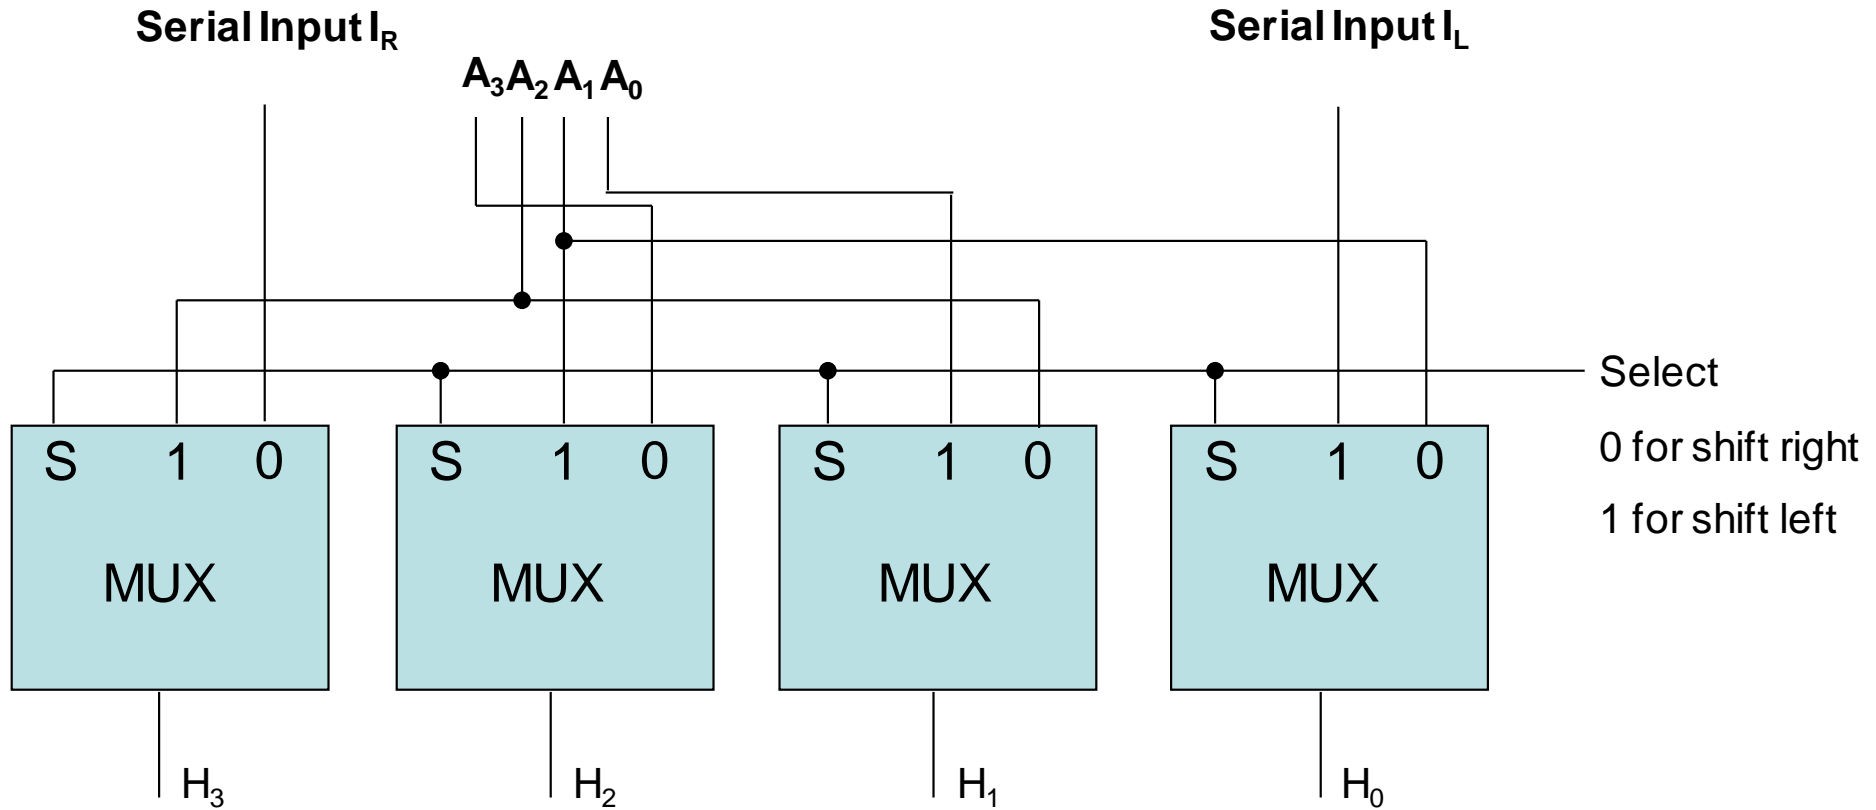 Serial Input I_R
Serial Input I_L
A_3 A_2 A_1 A_0
Select
0 for shift right
1 for shift left
S 1 0
MUX
S 1 0
MUX
S 1 0
MUX
S 1 0
MUX
H_3
H_2
H_1
H_0